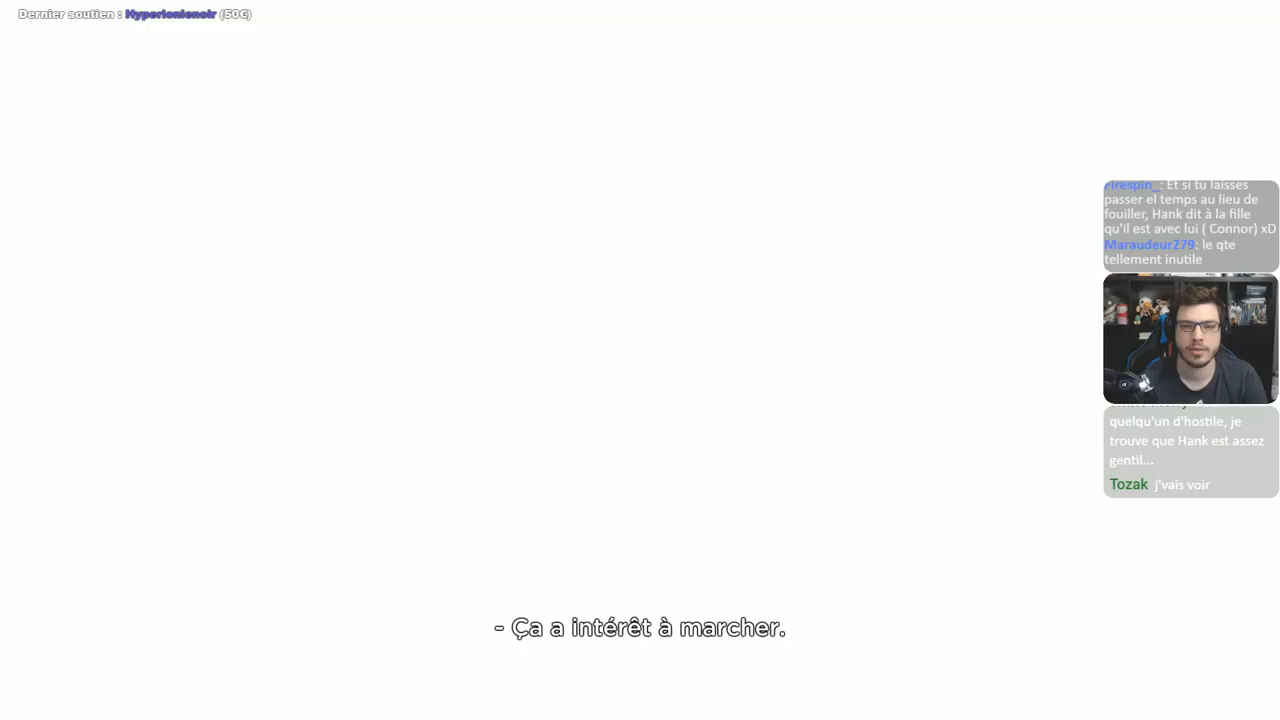 Dernier soutien : Hyperionlenoir (50€)
Firespin_: Et si tu laisses
passer el temps au lieu de
fouiller, Hank dit à la fille
qu'il est avec lui ( Connor) xD
Maraudeur279: le qte
tellement inutile
quelqu'un d'hostile, je
trouve que Hank est assez
gentil...
Tozak j'vais voir
- Ça a intérêt à marcher.